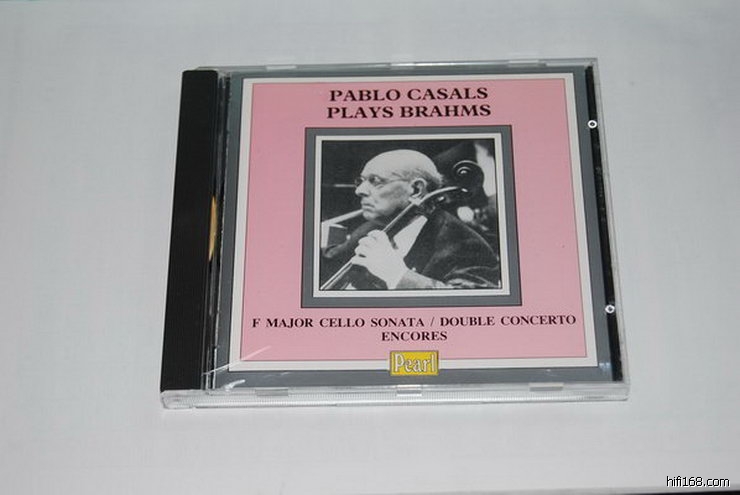 PABLO CASALS
PLAYS BRAHMS
F MAJOR CELLO SONATA / DOUBLE CONCERTO
ENCORES
Pearl
hifi168.com